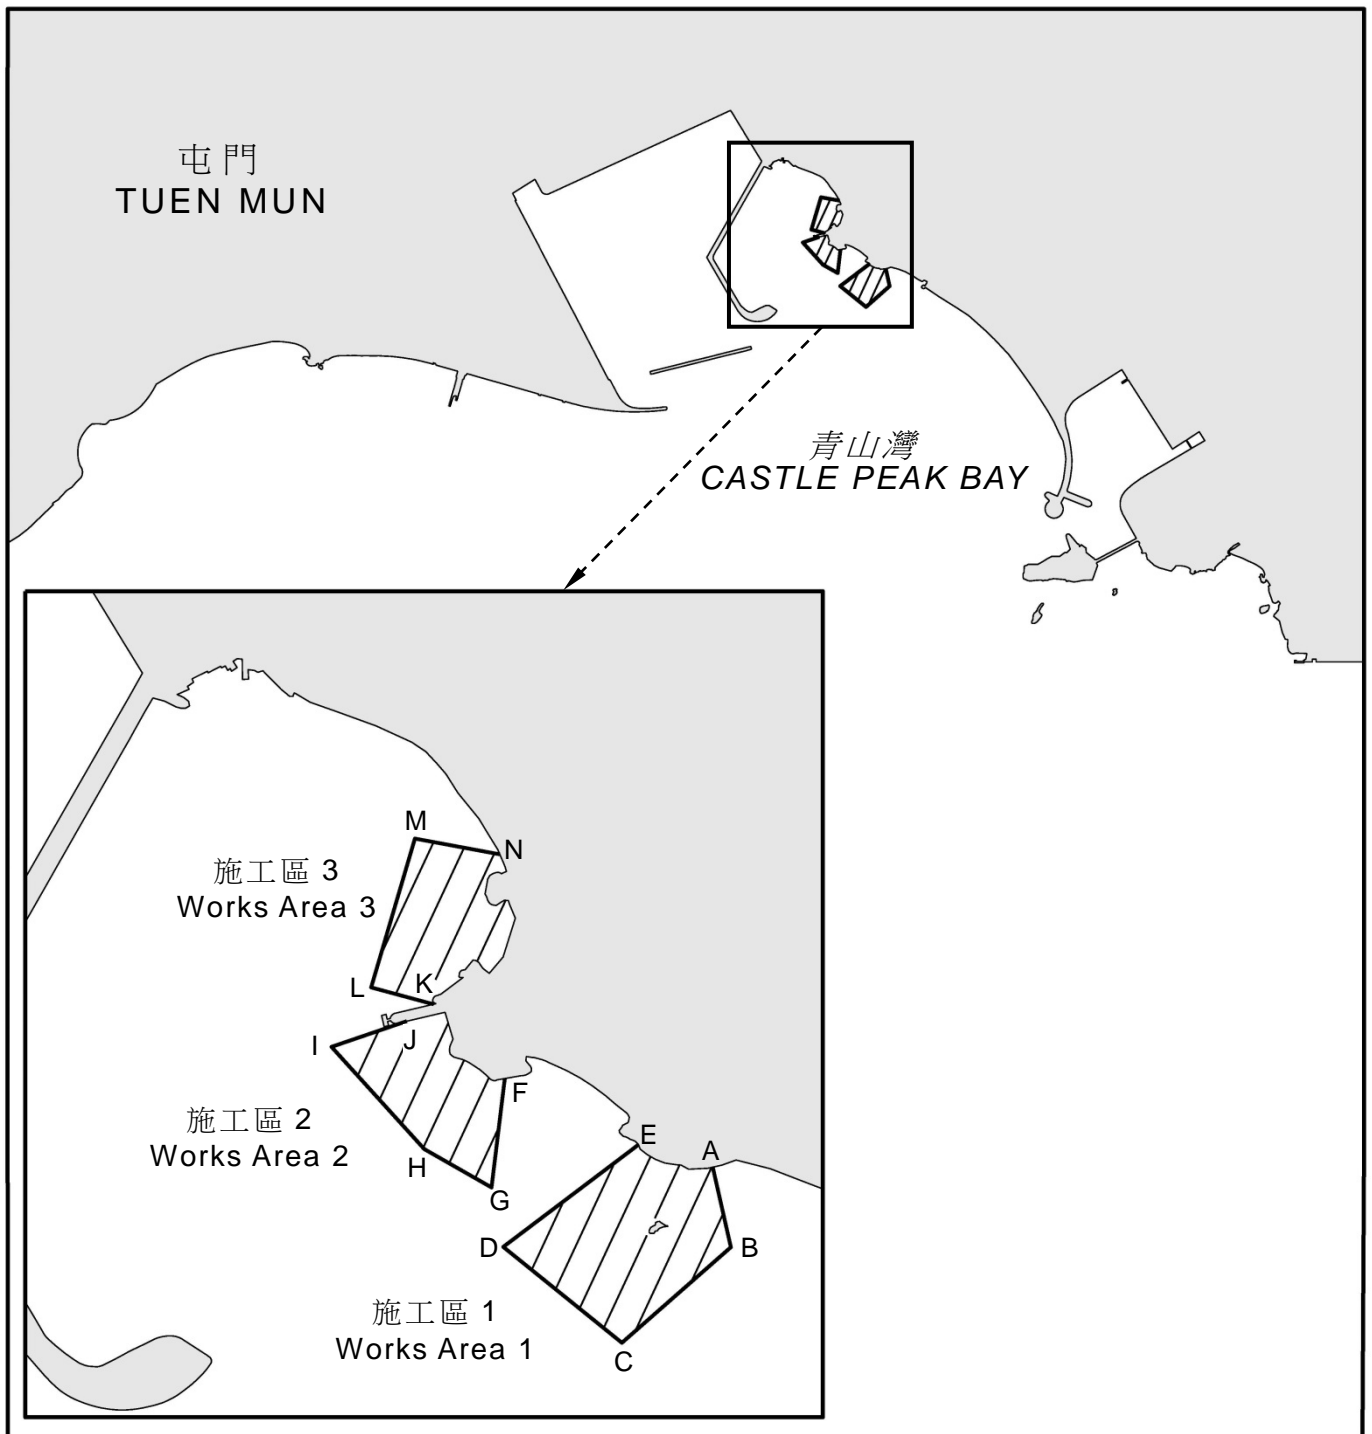 屯門
TUEN MUN
青山灣
CASTLE PEAK BAY
M
N
施工區 3
Works Area 3
K
L
J
I
F
施工區 2
Works Area 2
E
A
H
G
D
B
施工區 1
Works Area 1
C